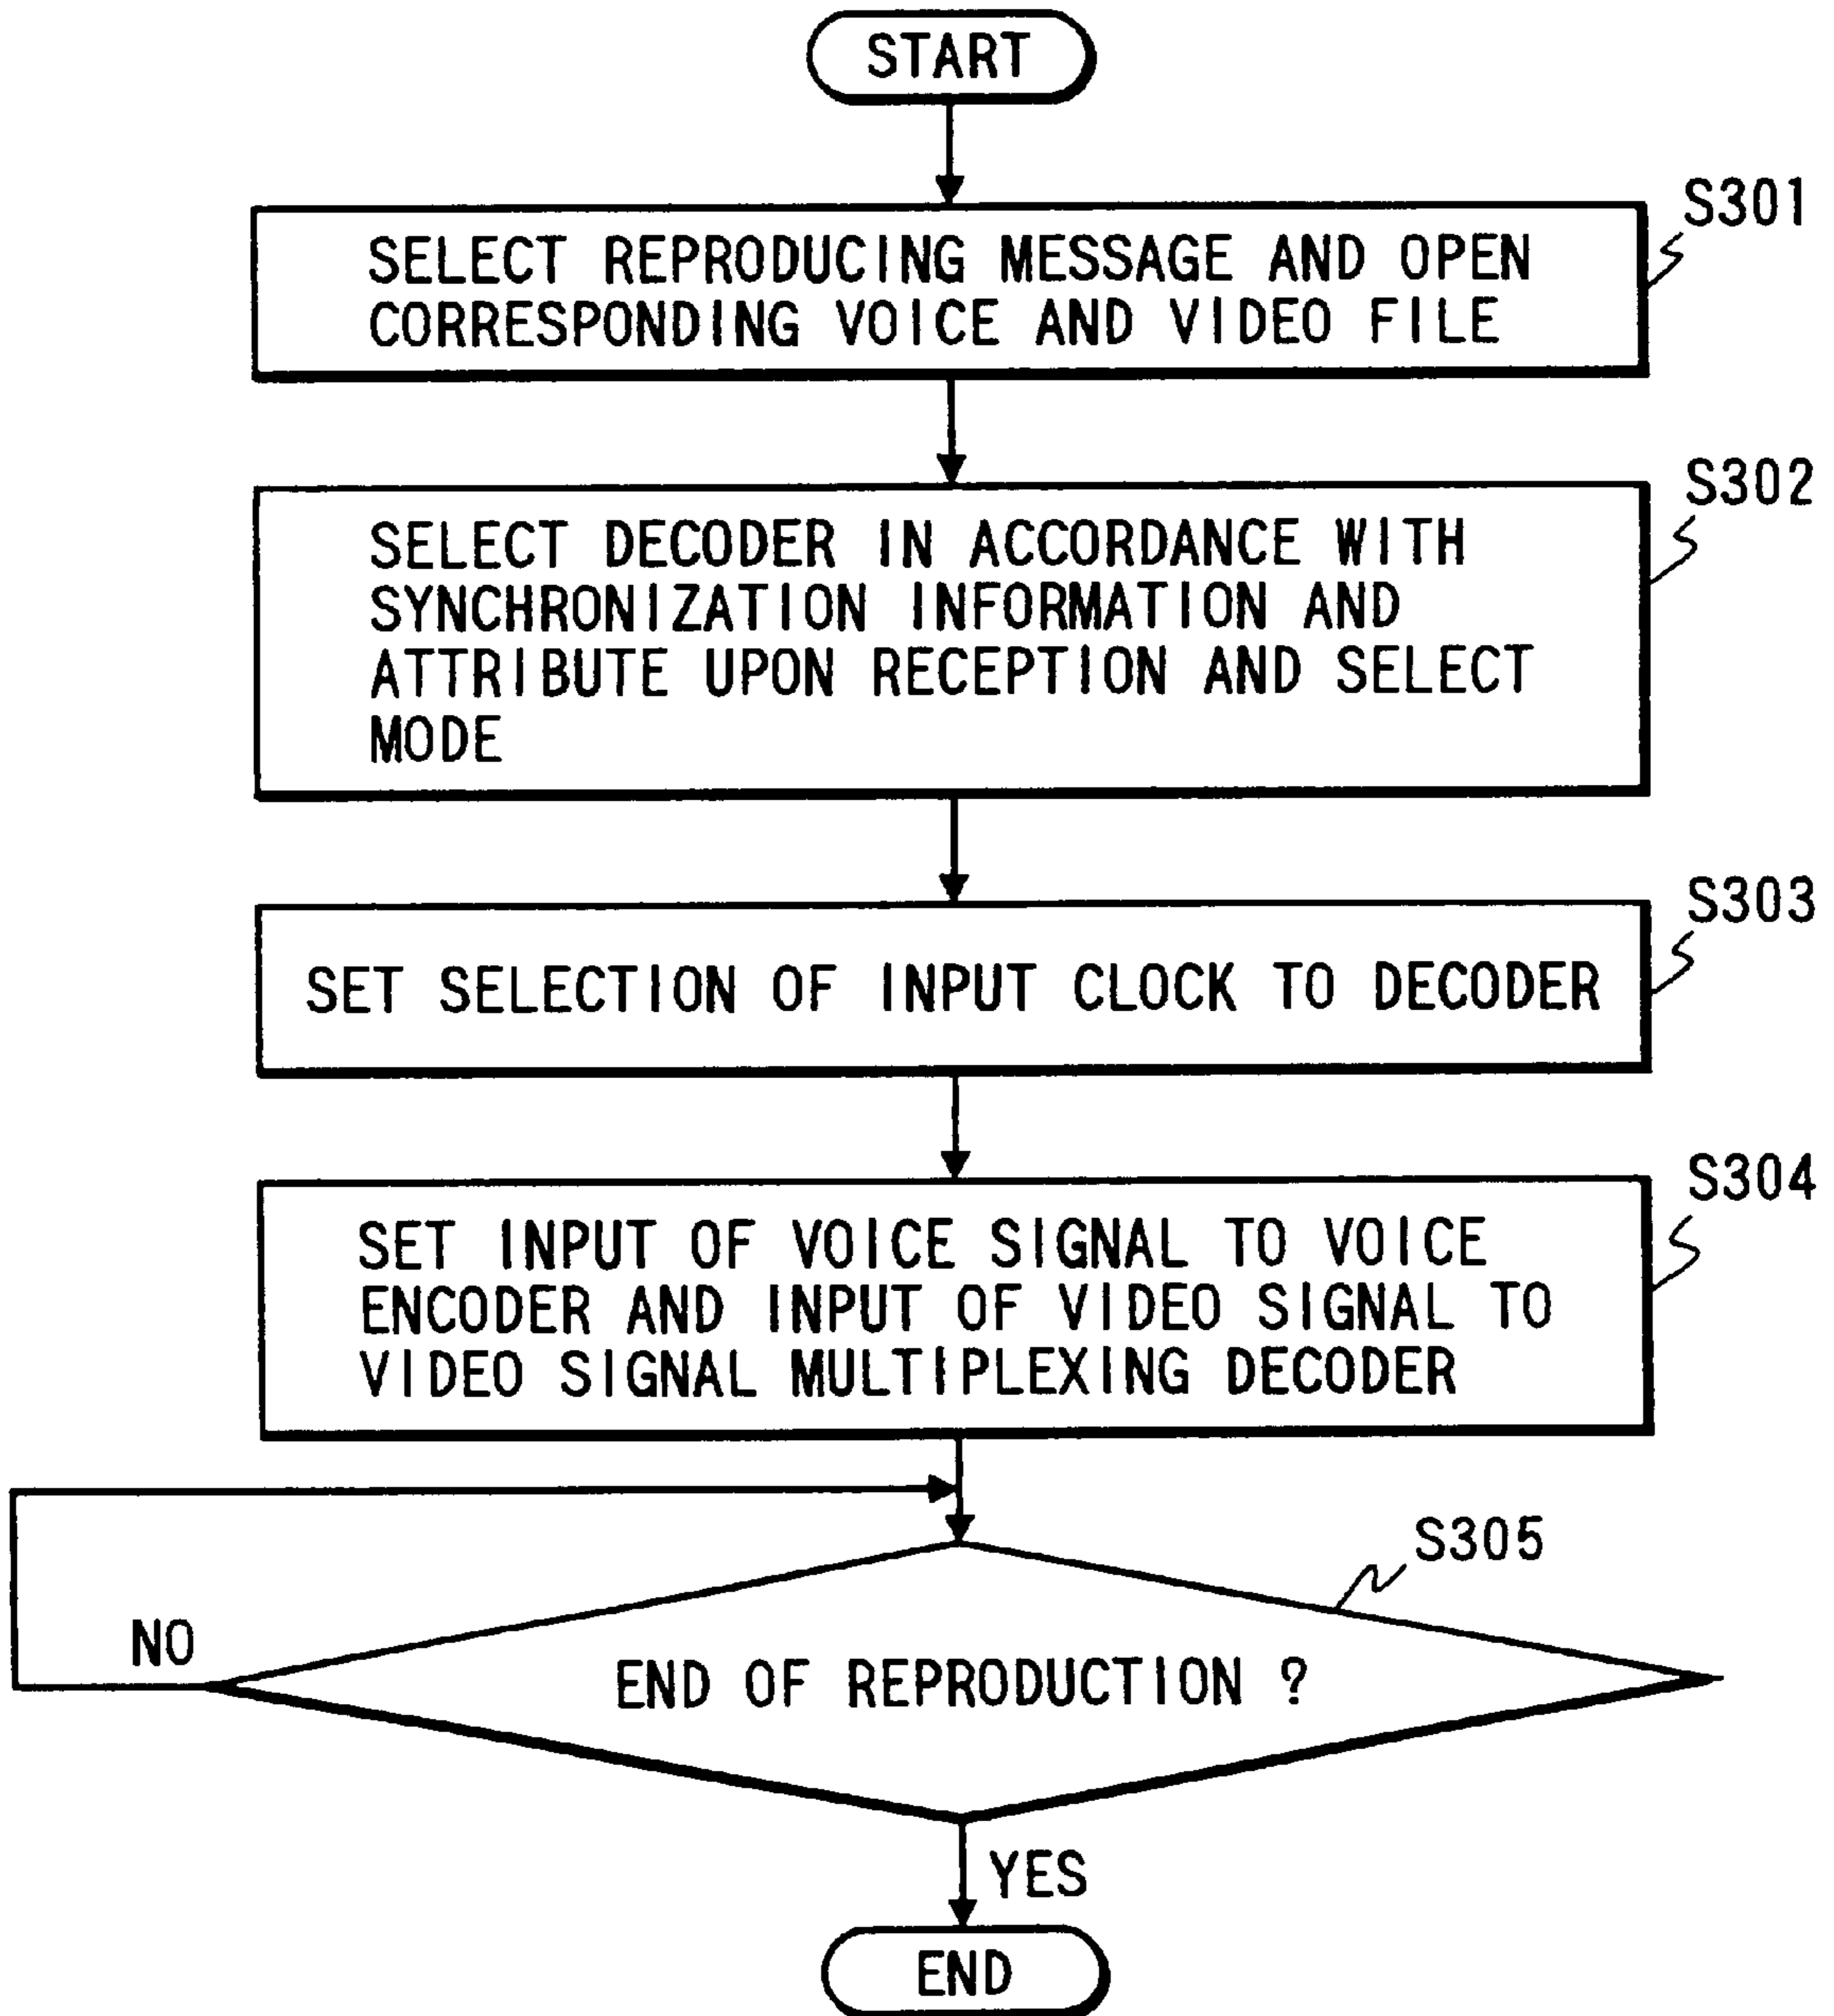 START
S301
SELECT REPRODUCING MESSAGE AND OPEN
CORRESPONDING VOICE AND VIDEO FILE
S302
SELECT DECODER IN ACCORDANCE WITH
SYNCHRONIZATION INFORMATION AND
ATTRIBUTE UPON RECEPTION AND SELECT
MODE
S303
SET SELECTION OF INPUT CLOCK TO DECODER
S304
SET INPUT OF VOICE SIGNAL TO VOICE
ENCODER AND INPUT OF VIDEO SIGNAL TO
VIDEO SIGNAL MULTIPLEXING DECODER
S305
NO
END OF REPRODUCTION ?
YES
END